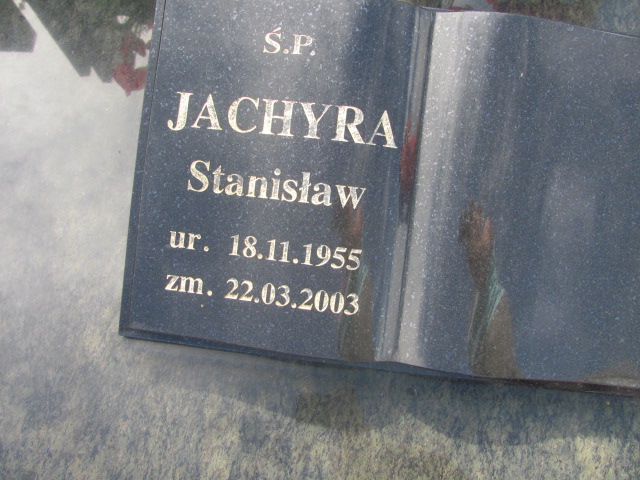 Ś.P.
JACHYRA
Stanisław
ur. 18.11.1955
zm. 22.03.2003